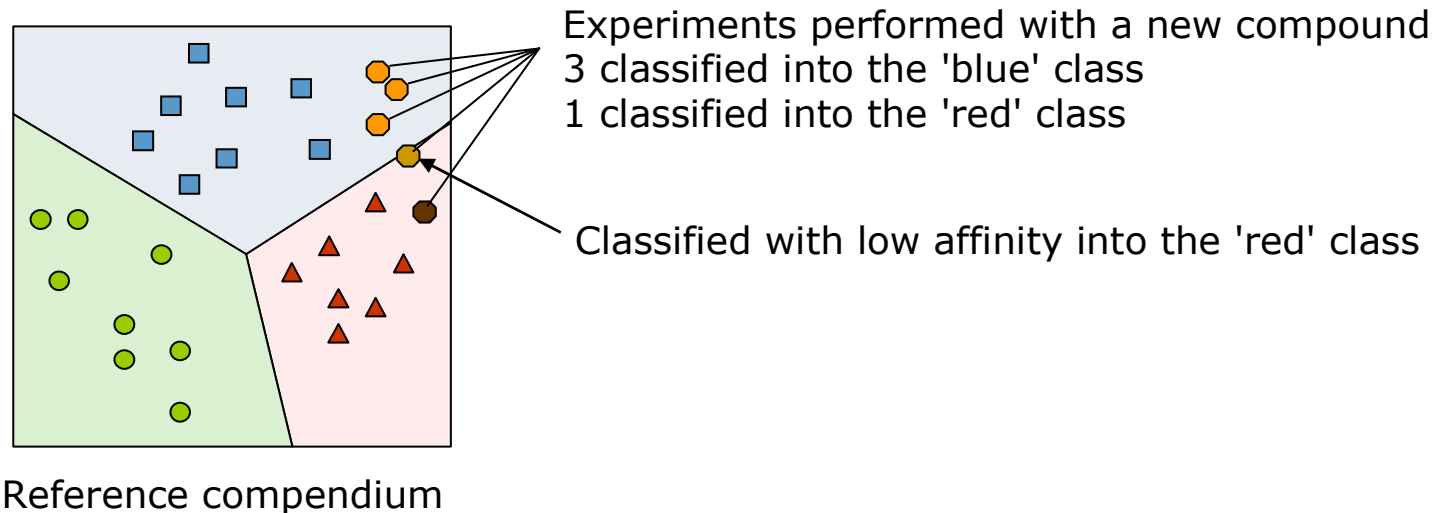 Experiments performed with a new compound
3 classified into the 'blue' class
1 classified into the 'red' class
Classified with low affinity into the 'red' class
Reference compendium